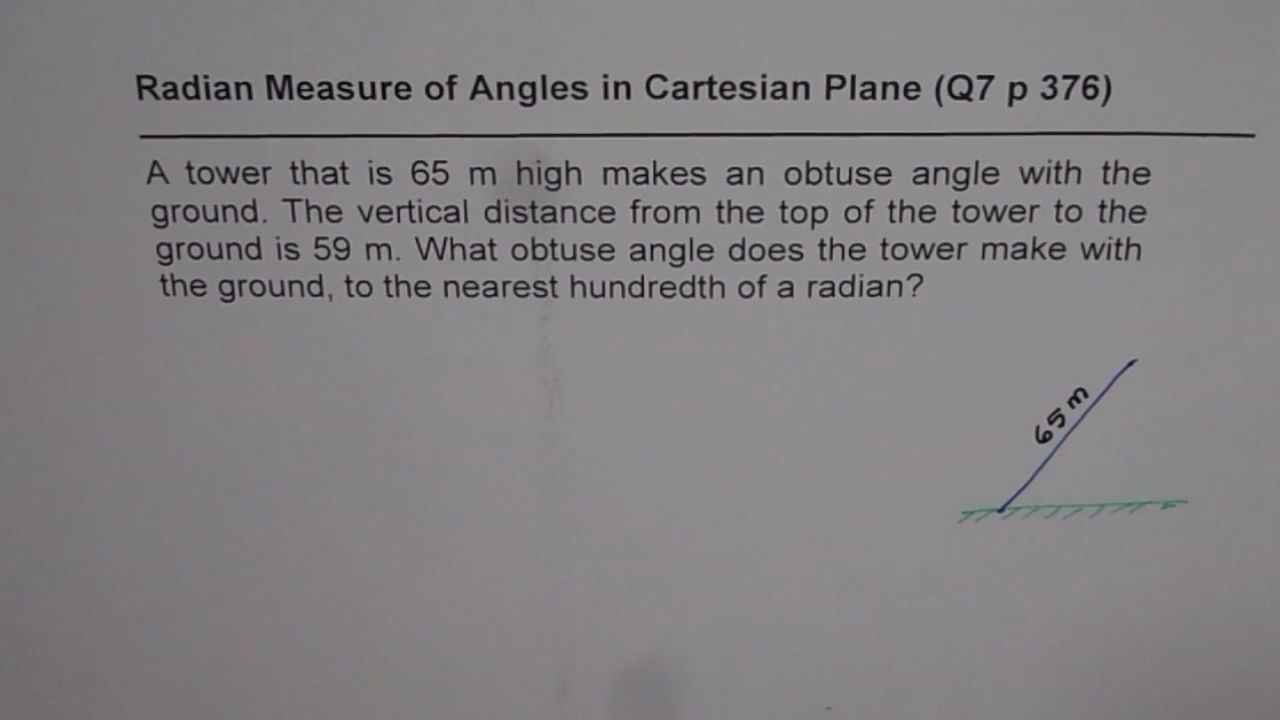 Radian Measure of Angles in Cartesian Plane (Q7 p 376)
A tower that is 65 m high makes an obtuse angle with the
ground. The vertical distance from the top of the tower to the
ground is 59 m. What obtuse angle does the tower make with
the ground, to the nearest hundredth of a radian?
65 m